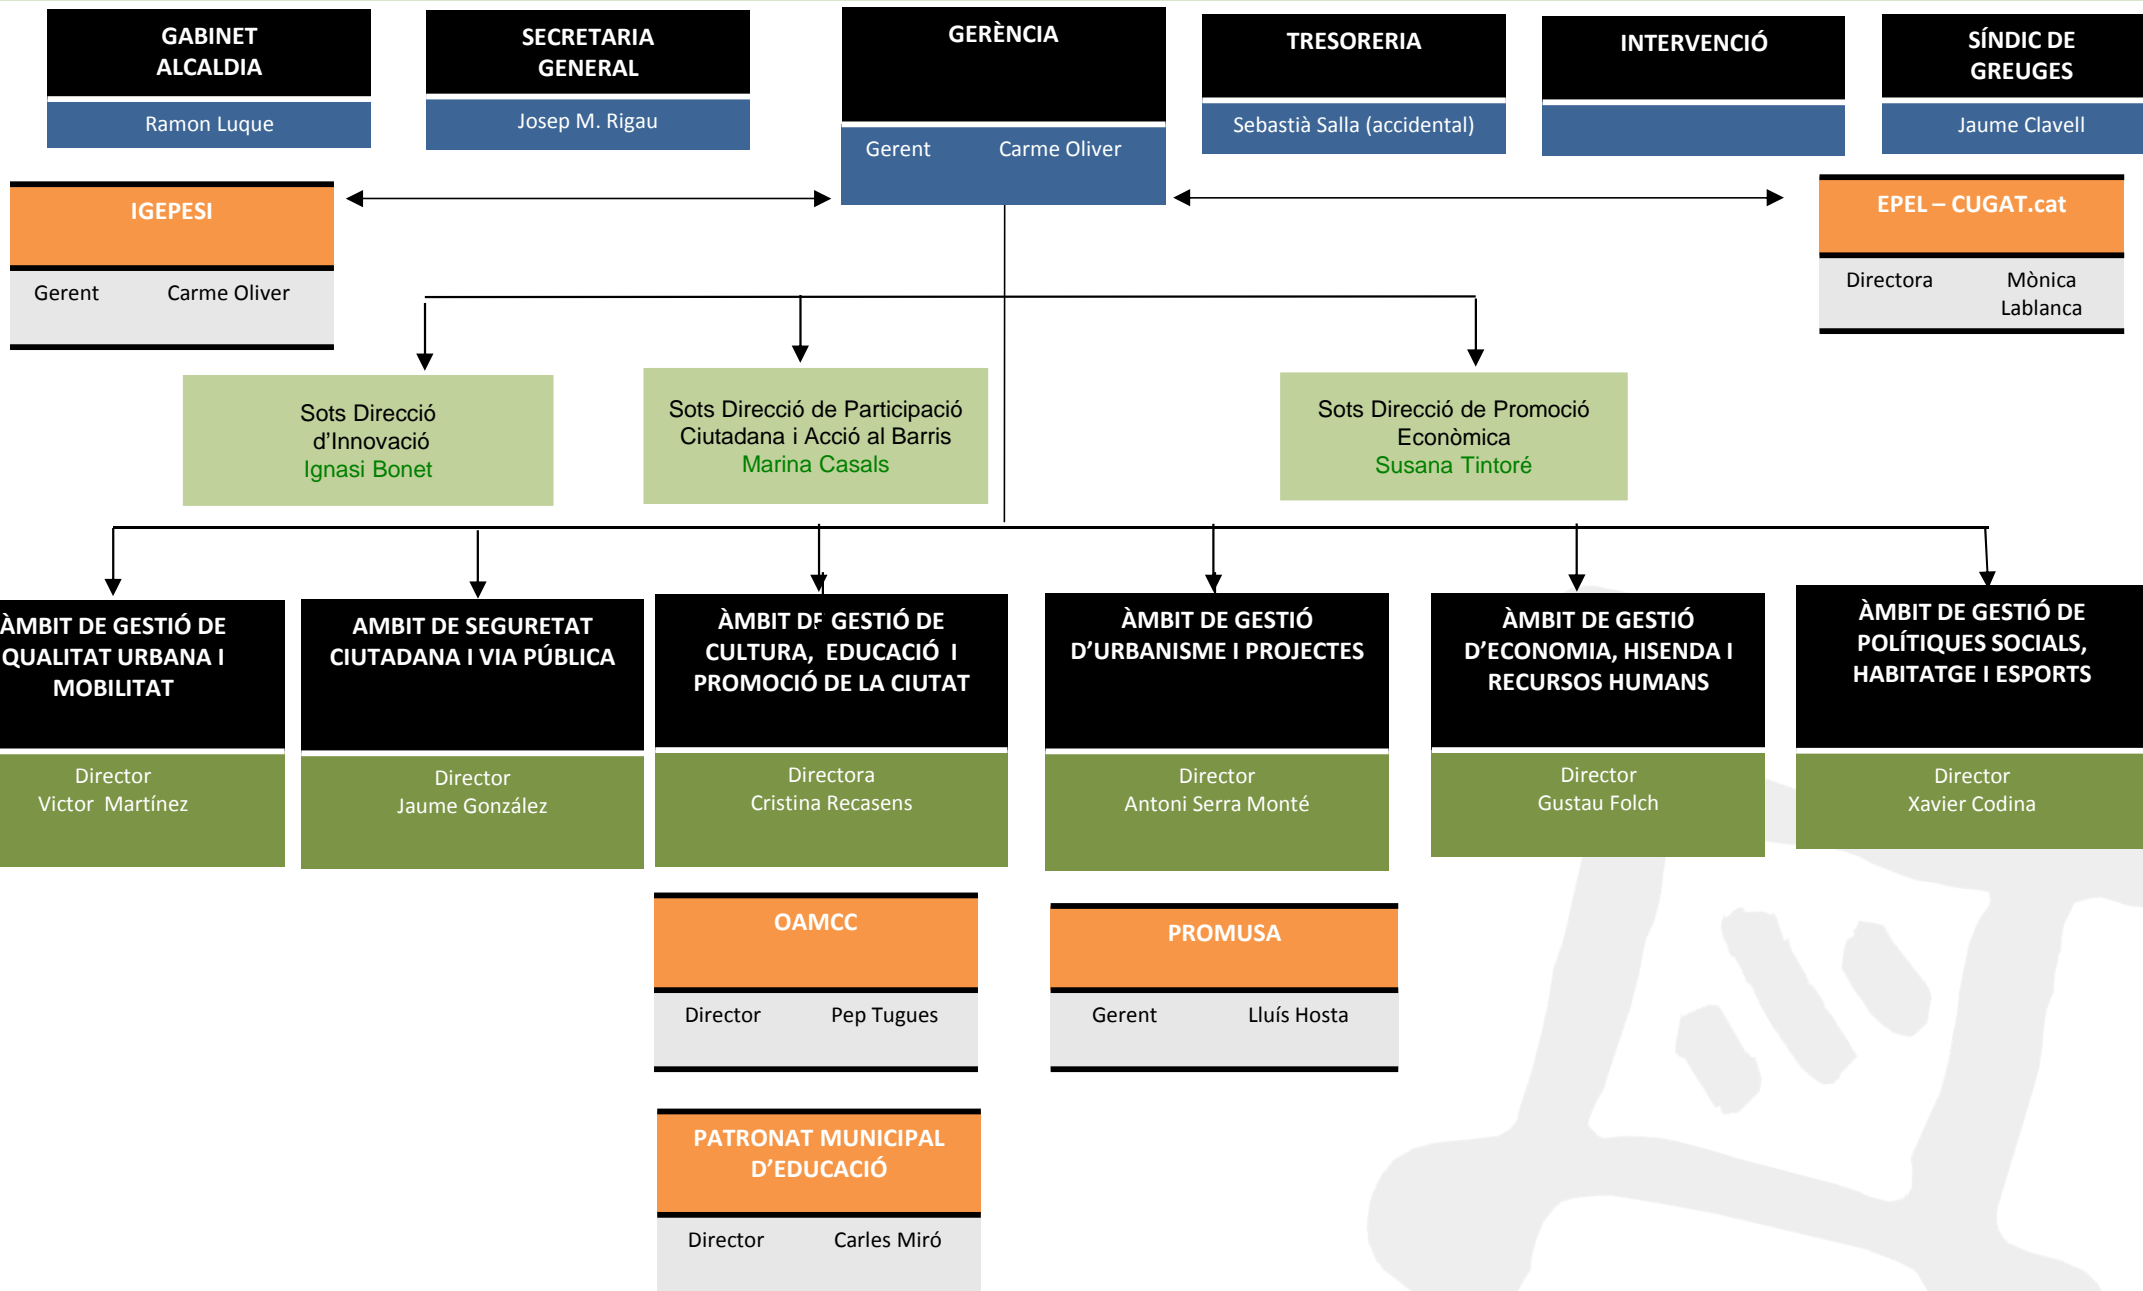 GABINET
ALCALDIA
Ramon Luque
SECRETARIA
GENERAL
Josep M. Rigau
GERÈNCIA
Gerent Carme Oliver
TRESORERIA
Sebastià Salla (accidental)
INTERVENCIÓ
SÍNDIC DE
GREUGES
Jaume Clavell
IGEPESI
Gerent Carme Oliver
EPEL – CUGAT.cat
Directora Mònica
Lablanca
Sots Direcció
d'Innovació
Ignasi Bonet
Sots Direcció de Participació
Ciutadana i Acció al Barris
Marina Casals
Sots Direcció de Promoció
Econòmica
Susana Tintoré
ÀMBIT DE GESTIÓ DE
QUALITAT URBANA I
MOBILITAT
Director
Victor Martínez
AMBIT DE SEGURETAT
CIUTADANA I VIA PÚBLICA
Director
Jaume González
ÀMBIT DE GESTIÓ DE
CULTURA, EDUCACIÓ I
PROMOCIÓ DE LA CIUTAT
Directora
Cristina Recasens
ÀMBIT DE GESTIÓ
D'URBANISME I PROJECTES
Director
Antoni Serra Monté
ÀMBIT DE GESTIÓ
D'ECONOMIA, HISENDA I
RECURSOS HUMANS
Director
Gustau Folch
ÀMBIT DE GESTIÓ DE
POLÍTIQUES SOCIALS,
HABITATGE I ESPORTS
Director
Xavier Codina
OAMCC
Director Pep Tugues
PROMUSA
Gerent Lluís Hosta
PATRONAT MUNICIPAL
D'EDUCACIÓ
Director Carles Miró